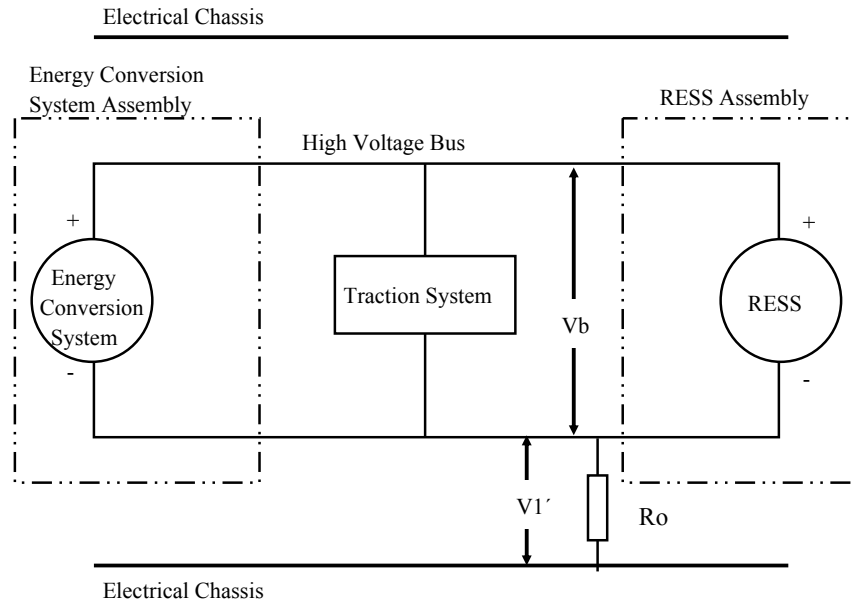 Electrical Chassis
Energy Conversion
System Assembly
RESS Assembly
High Voltage Bus
+
+
Energy
Conversion
System
Traction System
Vb
RESS
-
-
V1´
Ro
Electrical Chassis